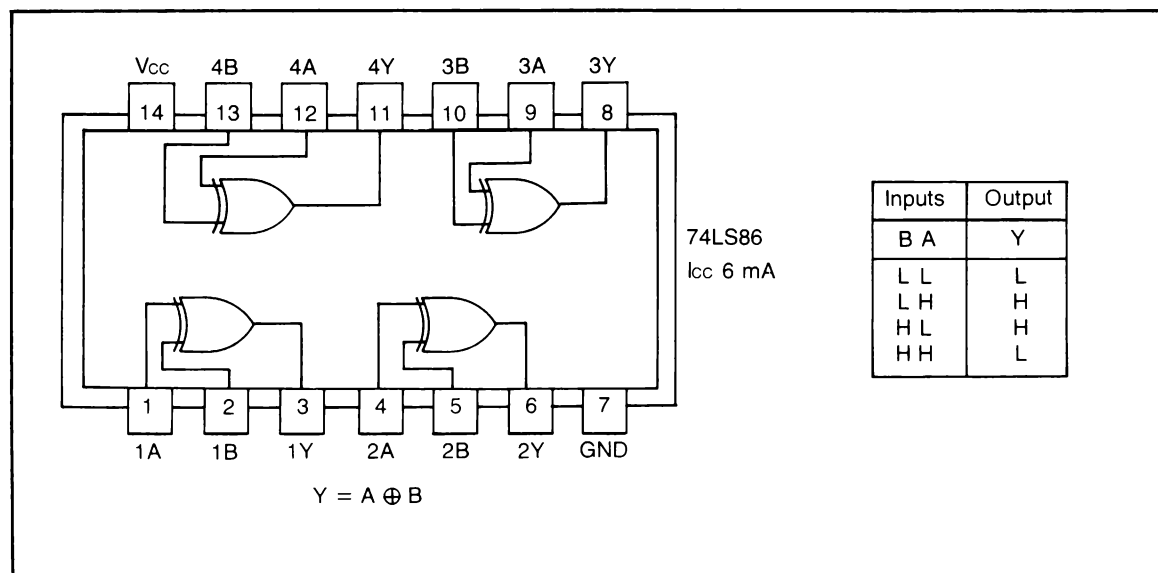 Vcc 4B 4A 4Y 3B 3A 3Y
14 13 12 11 10 9 8
74LS86
Icc 6 mA
1 2 3 4 5 6 7
1A 1B 1Y 2A 2B 2Y GND
Y = A ⊕ B
Inputs Output
B A Y
L L L
L H H
H L H
H H L